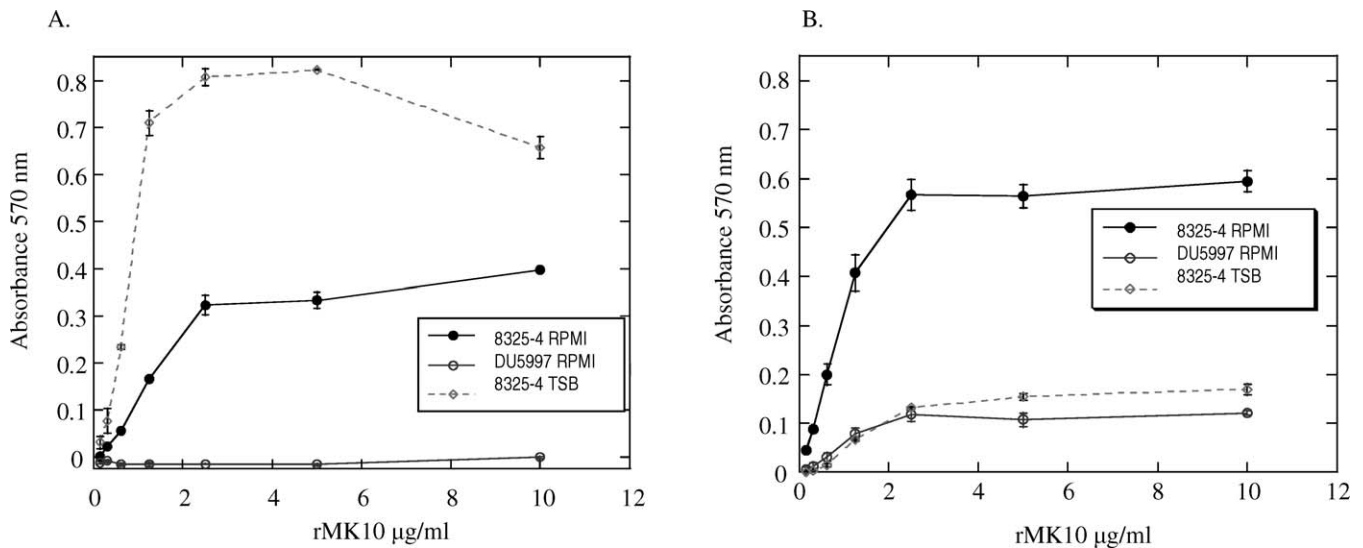 A.
Absorbance 570 nm
0.8
0.7
0.6
0.5
0.4
0.3
0.2
0.1
0
0 2 4 6 8 10 12
rMK10 µg/ml
8325-4 RPMI
DU5997 RPMI
8325-4 TSB
B.
Absorbance 570 nm
0.8
0.7
0.6
0.5
0.4
0.3
0.2
0.1
0
0 2 4 6 8 10 12
rMK10 µg/ml
8325-4 RPMI
DU5997 RPMI
8325-4 TSB